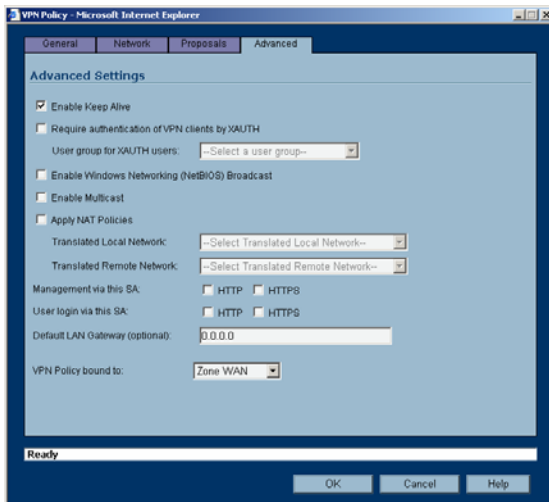 VPN Policy - Microsoft Internet Explorer
General Network Proposals Advanced
Advanced Settings
Enable Keep Alive
Require authentication of VPN clients by XAUTH
User group for XAUTH users: --Select a user group--
Enable Windows Networking (NetBIOS) Broadcast
Enable Multicast
Apply NAT Policies
Translated Local Network: --Select Translated Local Network--
Translated Remote Network: --Select Translated Remote Network--
Management via this SA: HTTP HTTPS
User login via this SA: HTTP HTTPS
Default LAN Gateway (optional): 0.0.0.0
VPN Policy bound to: Zone WAN
Ready
OK Cancel Help